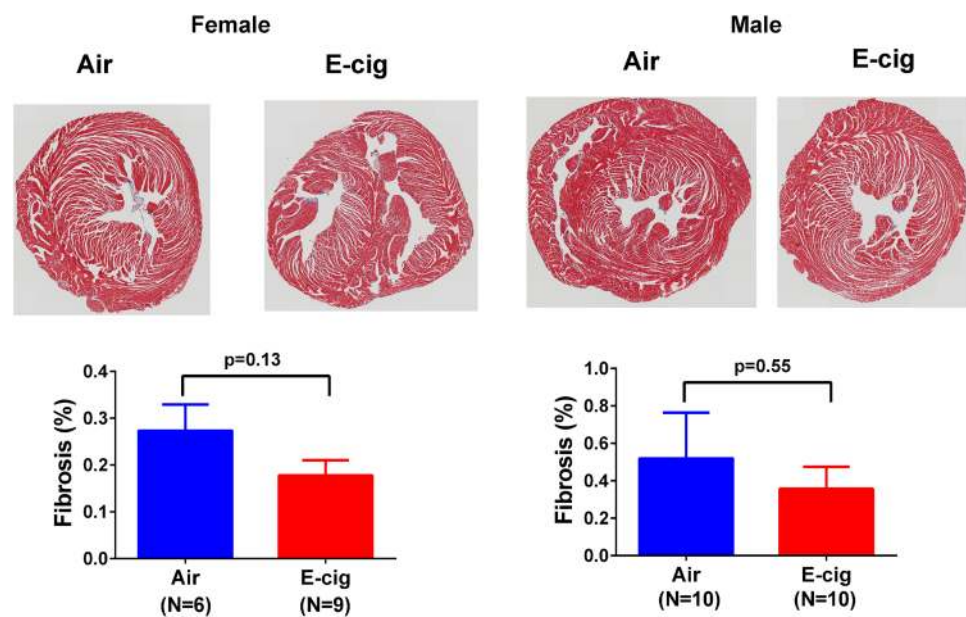 Female
Air E-cig
Male
Air E-cig
p=0.13
0.4
0.3
0.2
0.1
0.0
Fibrosis (%)
Air E-cig
(N=6) (N=9)
p=0.55
1.0
0.8
0.6
0.4
0.8
0.0
Fibrosis (%)
Air E-cig
(N=10) (N=10)